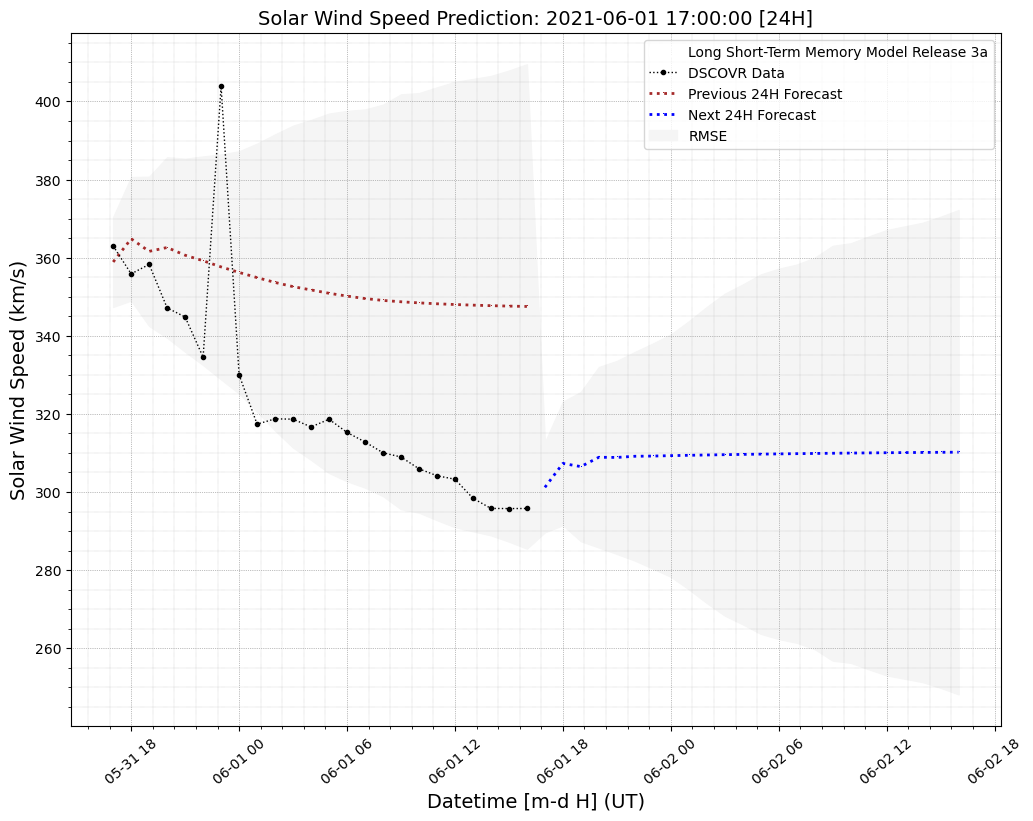 Solar Wind Speed Prediction: 2021-06-01 17:00:00 [24H]
Long Short-Term Memory Model Release 3a
DSCOVR Data
Previous 24H Forecast
Next 24H Forecast
RMSE
Solar Wind Speed (km/s)
400
380
360
340
320
300
280
260
05-31 18
06-01 00
06-01 06
06-01 12
06-01 18
06-02 00
06-02 06
06-02 12
06-02 18
Datetime [m-d H] (UT)